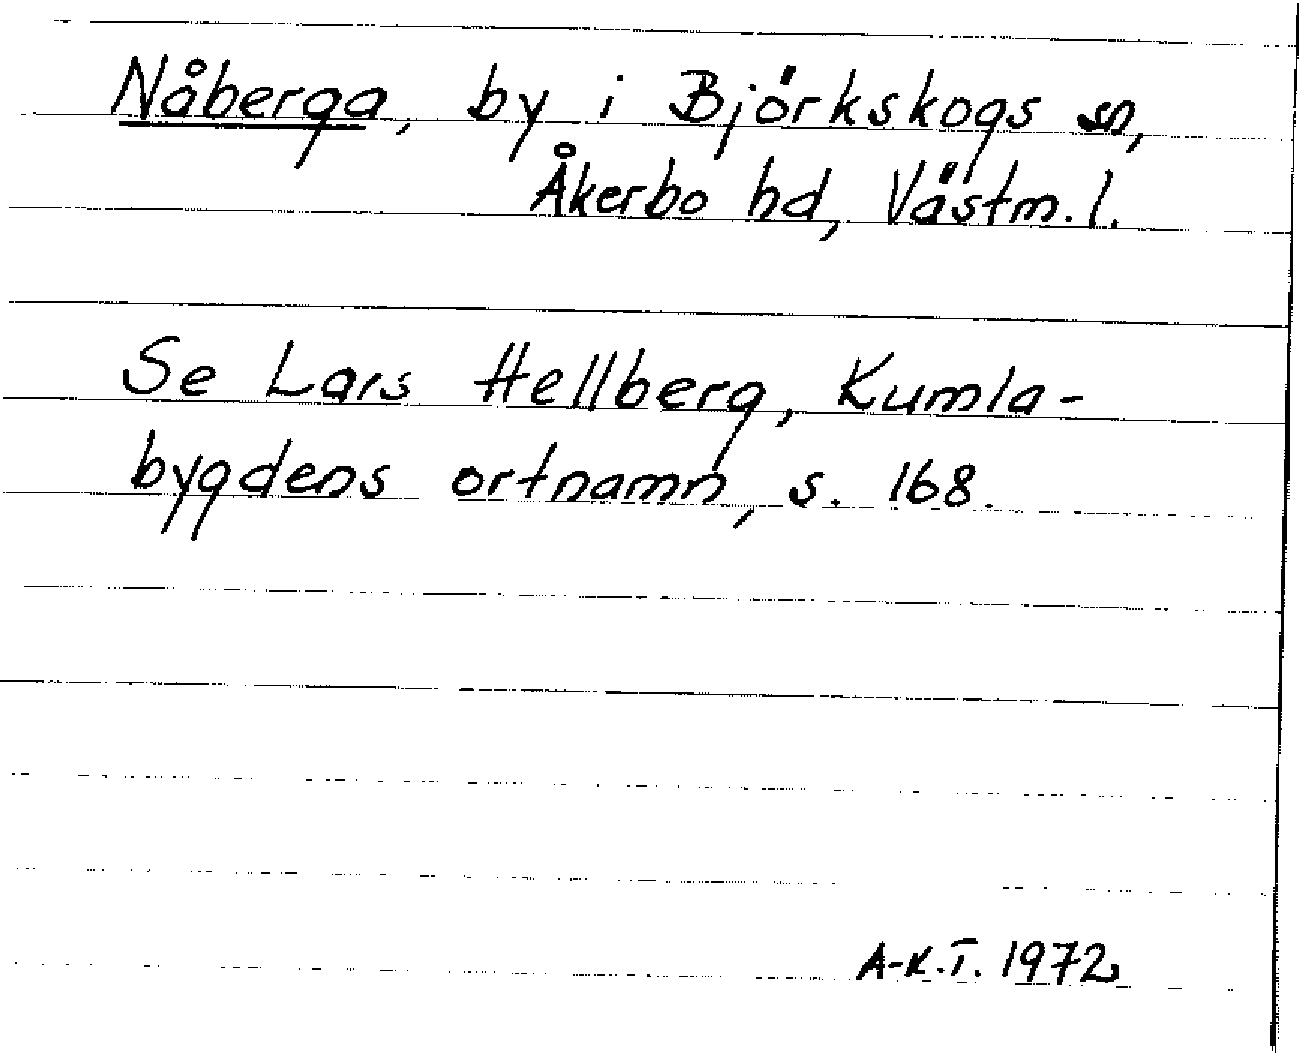 Nåberga, by i Björkskogs sn,
Åkerbo hd, Västm. l.
Se Lars Hellberg, Kumla-
bygdens ortnamn, s. 168.
A-K.T. 1972